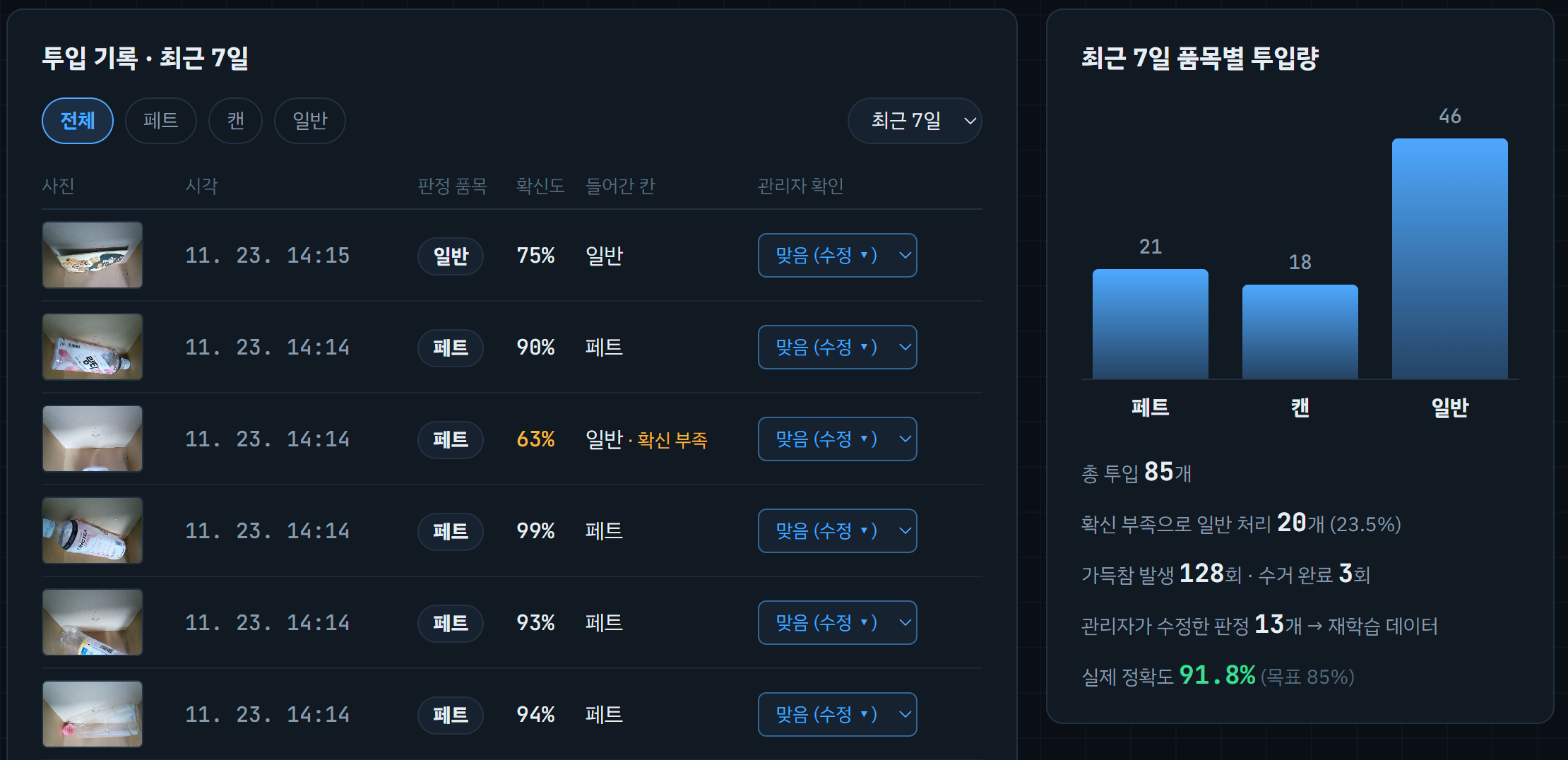 투입 기록 · 최근 7일
전체 페트 캔 일반 최근 7일
사진 시각 판정 품목 확신도 들어간 칸 관리자 확인
11. 23. 14:15 일반 75% 일반 맞음 (수정 ▼)
11. 23. 14:14 페트 90% 페트 맞음 (수정 ▼)
11. 23. 14:14 페트 63% 일반 · 확신 부족 맞음 (수정 ▼)
11. 23. 14:14 페트 99% 페트 맞음 (수정 ▼)
11. 23. 14:14 페트 93% 페트 맞음 (수정 ▼)
11. 23. 14:14 페트 94% 페트 맞음 (수정 ▼)
최근 7일 품목별 투입량
21 18 46
페트 캔 일반
총 투입 85개
확신 부족으로 일반 처리 20개 (23.5%)
가득참 발생 128회 · 수거 완료 3회
관리자가 수정한 판정 13개 → 재학습 데이터
실제 정확도 91.8% (목표 85%)